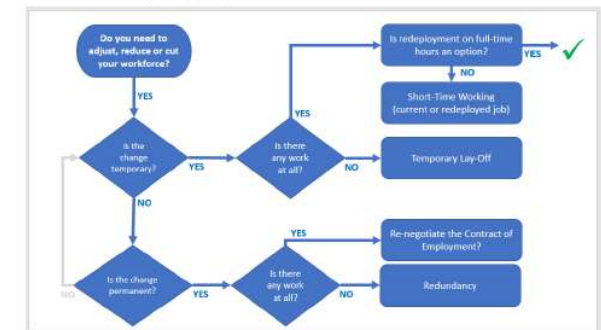 Do you need to
adjust, reduce or cut
your workforce?
YES
Is the
change
temporary?
YES
Is there
any work
at all?
YES
Is redeployment on full-time
hours an option?
YES
NO
Short-Time Working
(current or redeployed job)
NO
Temporary Lay-Off
NO
Is the change
permanent?
NO
YES
Is there
any work
at all?
YES
Re-negotiate the Contract of
Employment?
NO
Redundancy